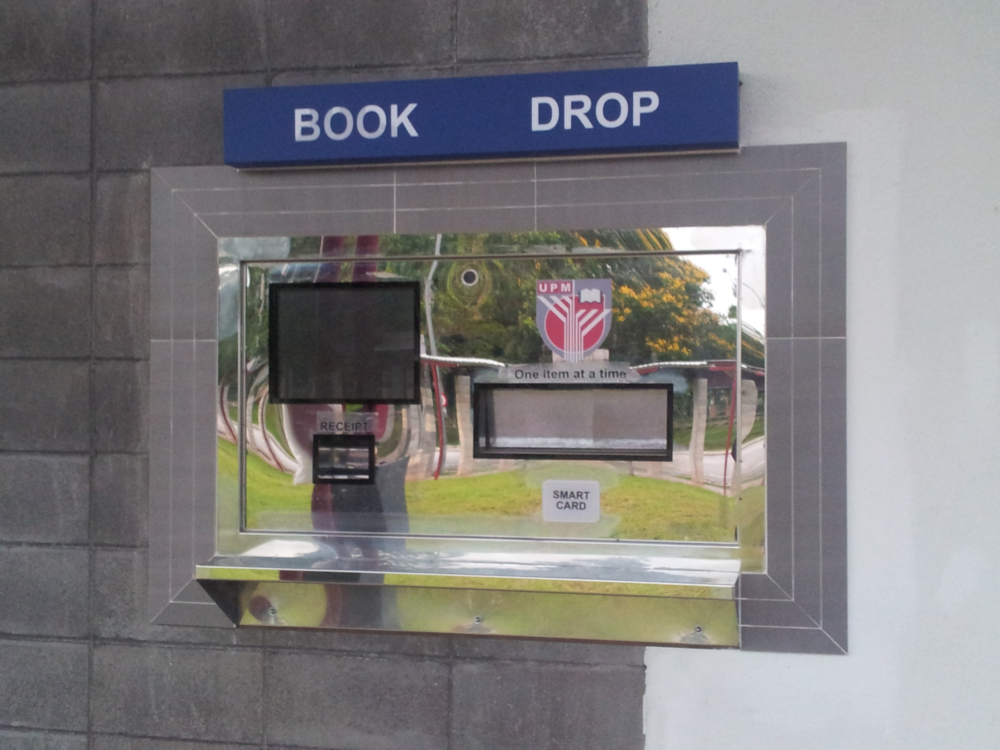 BOOK DROP
UPM
One item at a time
RECEIPT
SMART
CARD